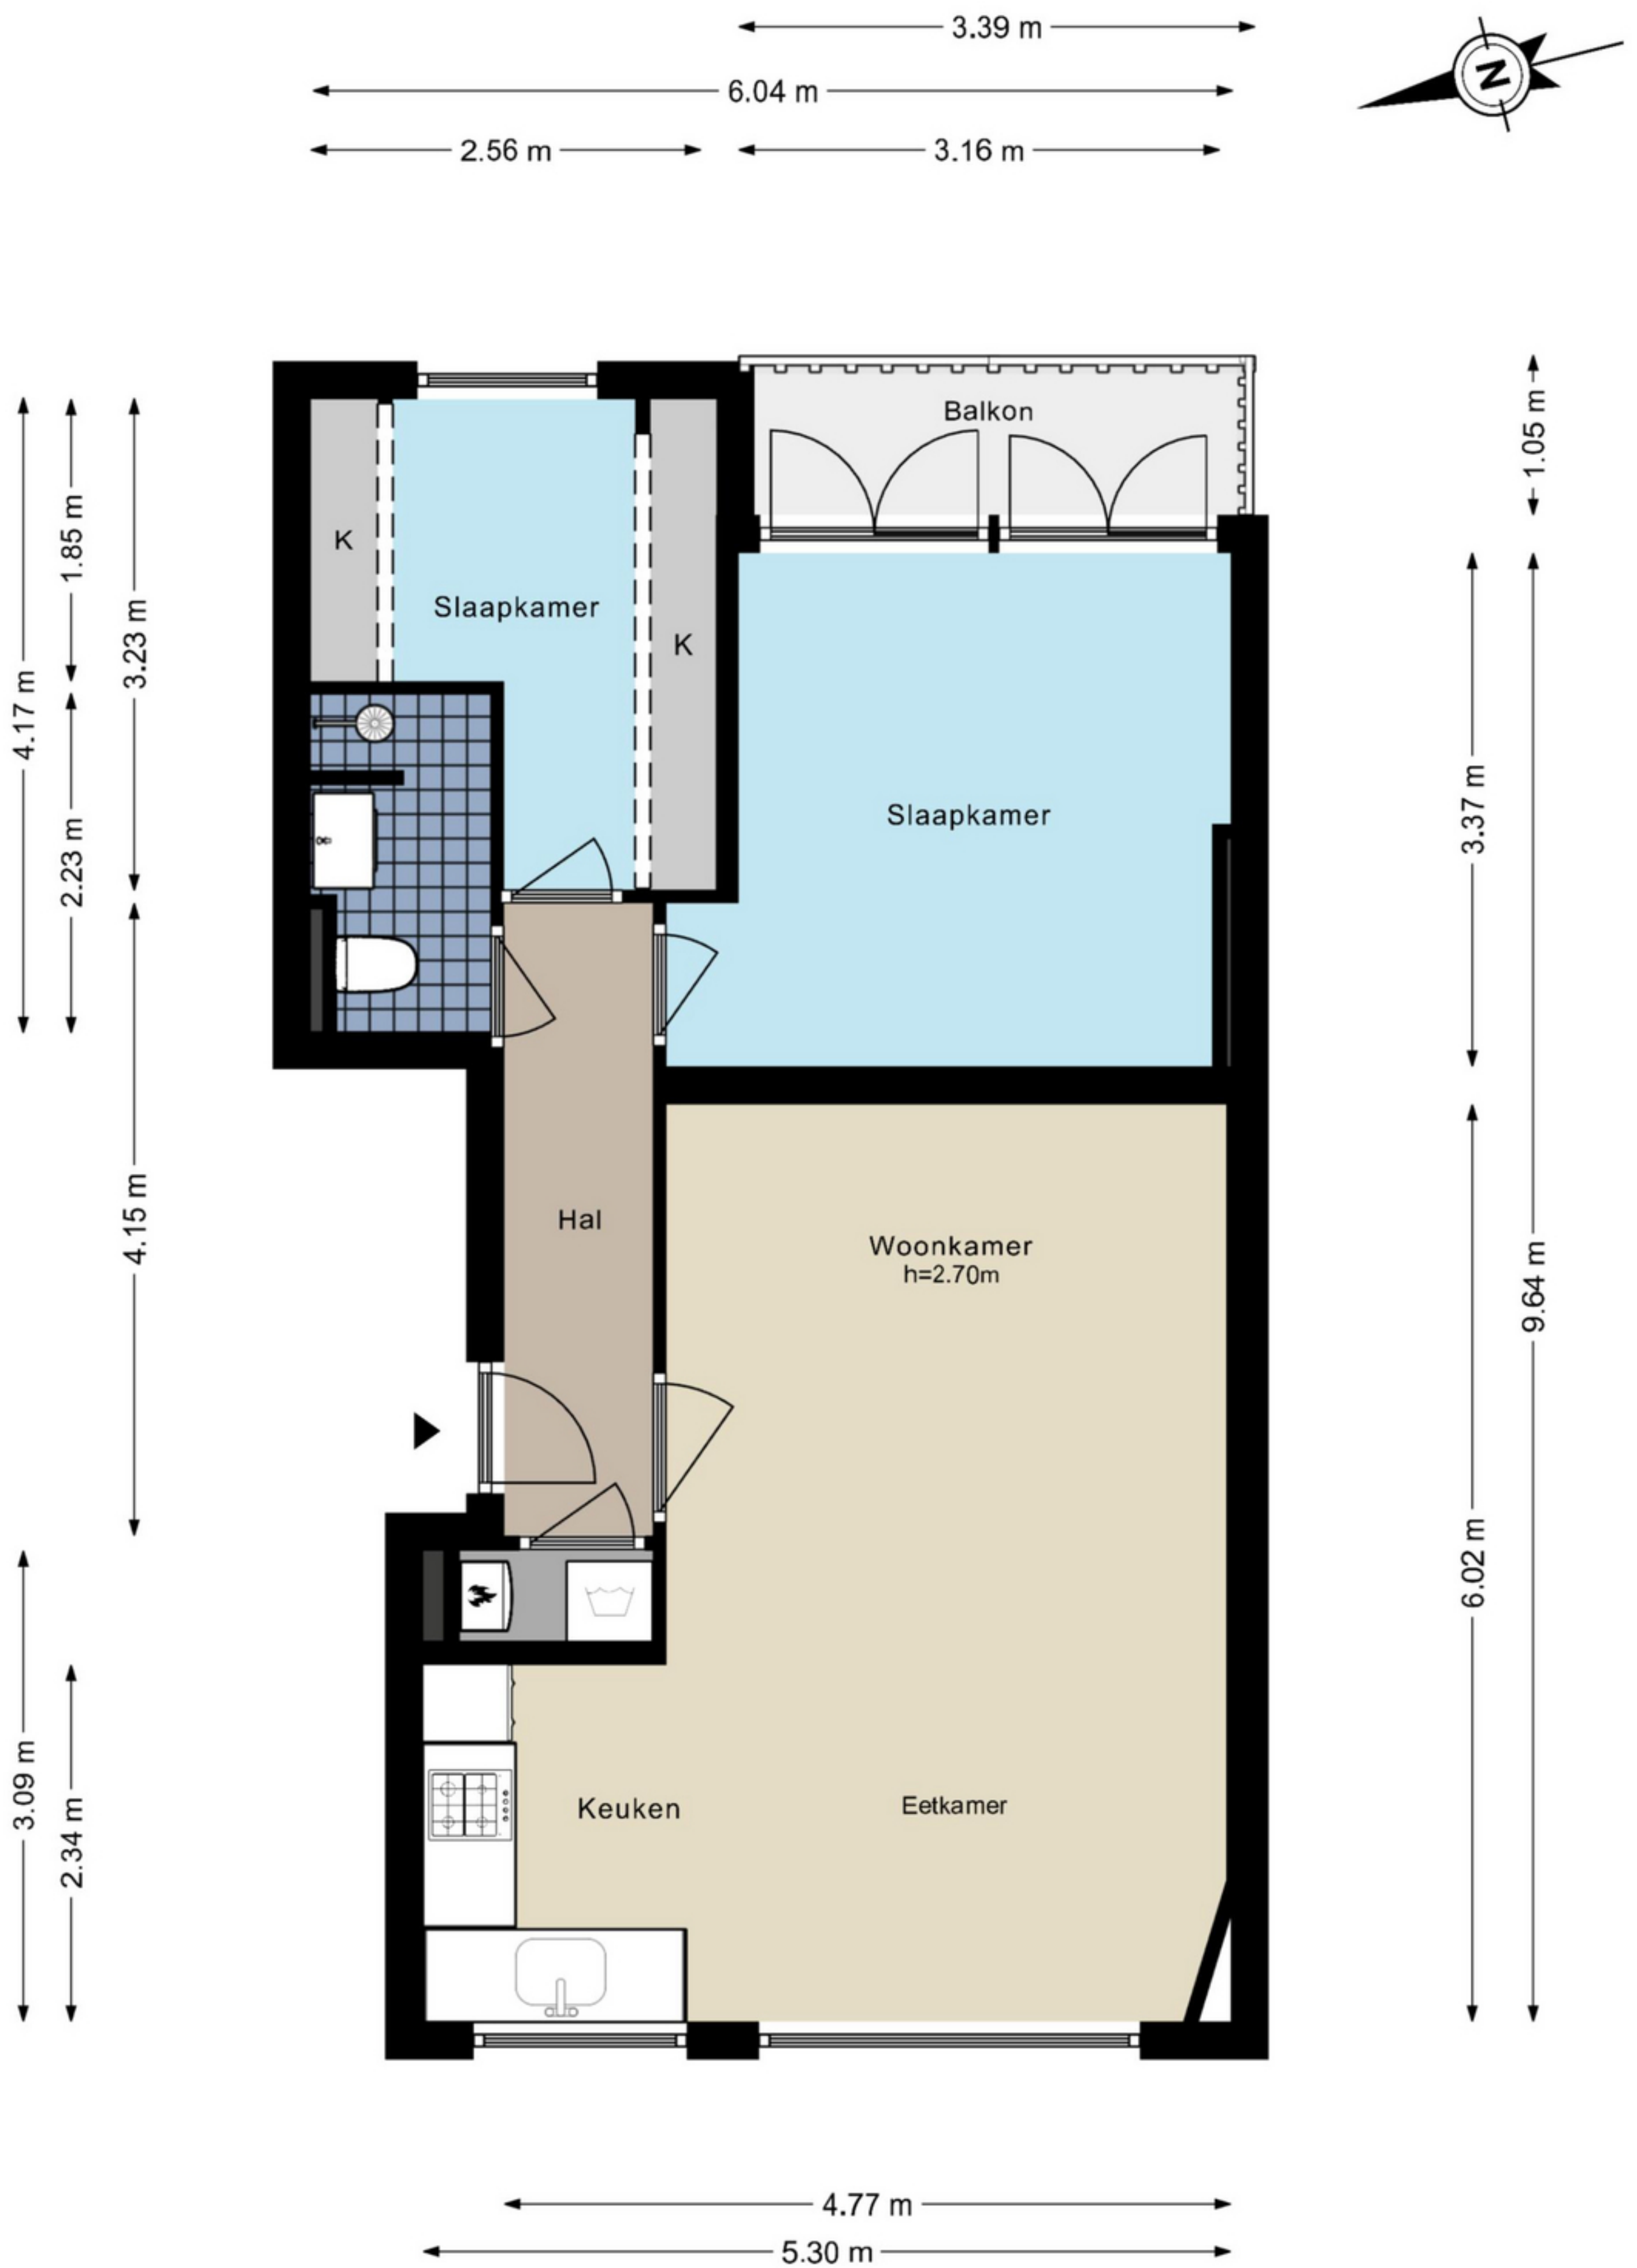 3.39 m
6.04 m
2.56 m
3.16 m
N
Balkon
1.05 m
K
1.85 m
Slaapkamer
3.23 m
K
4.17 m
Slaapkamer
3.37 m
2.23 m
Hal
4.15 m
Woonkamer
h=2.70m
9.64 m
6.02 m
Keuken
Eetkamer
3.09 m
2.34 m
4.77 m
5.30 m